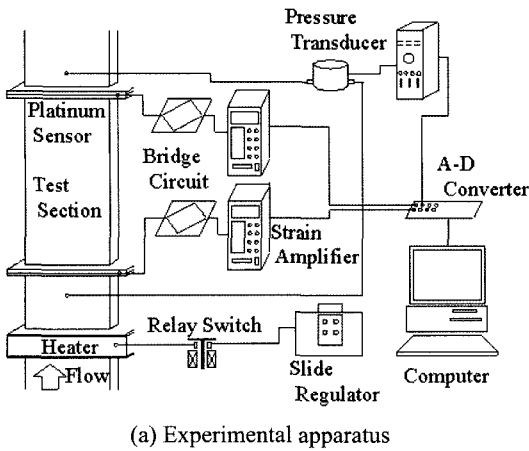 Pressure
Transducer
Platinum
Sensor
Bridge
Circuit
A-D
Converter
Test
Section
Strain
Amplifier
Relay Switch
Heater
Slide
Regulator
Computer
Flow
(a) Experimental apparatus